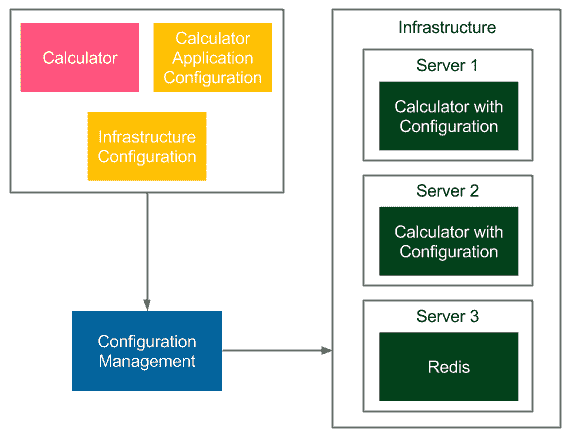 Calculator
Calculator
Application
Configuration
Infrastructure
Configuration
Configuration
Management
Infrastructure
Server 1
Calculator with
Configuration
Server 2
Calculator with
Configuration
Server 3
Redis